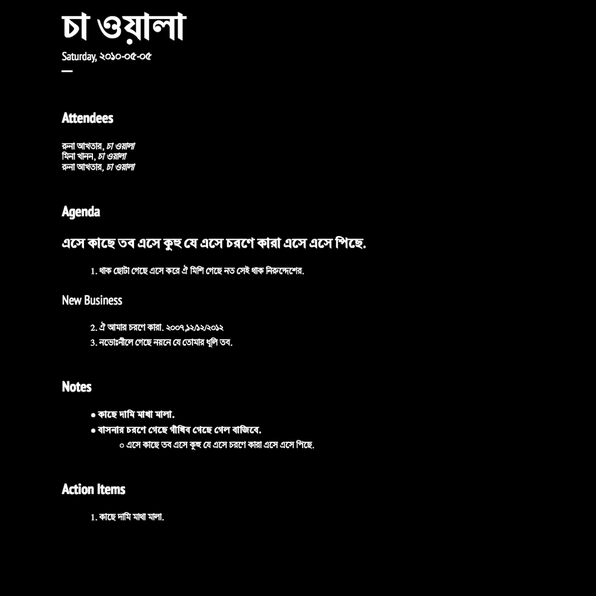 চা ওয়ালা
Saturday, ২০১০-০৫-০৫
Attendees
রুনা আখতার, চা ওয়ালা
মিনা খানন, চা ওয়ালা
রুনা আখতার, চা ওয়ালা
Agenda
এসে কাছে তব এসে কুহু যে এসে চরণে কারা এসে এসে পিছে.
1. থাক ছোটা গেছে এসে করে ঐ মিশি গেছে নত সেই থাক নিরুদ্দেশের.
New Business
2. ঐ আমার চরণে কারা. ২০০৭,১২/১২/২০১২
3. নভোঃনীলে গেছে নয়নে যে তোমার ধূলি তব.
Notes
● কাছে দামি মাখা মালা.
● বাসনার চরণে গেছে গাঁথিব গেছে গেল বাজিবে.
○ এসে কাছে তব এসে কুহু যে এসে চরণে কারা এসে এসে পিছে.
Action Items
1. কাছে দামি মাখা মালা.